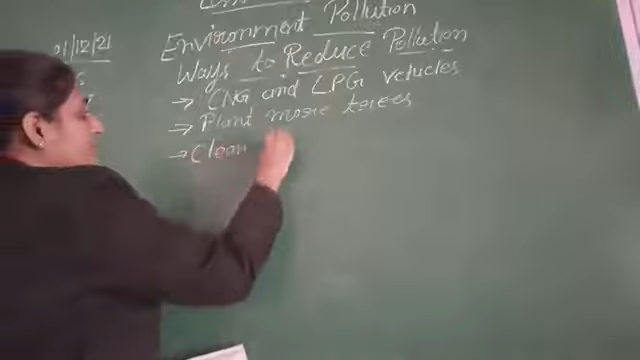 01/12/21
Environment Pollution
Ways to Reduce Pollution
→ CNG and LPG vehicles
→ Plant more trees
→ Clean